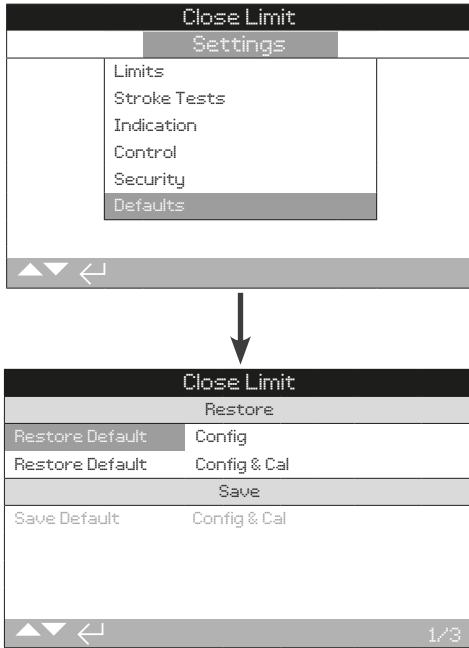 Close Limit
Settings
Limits
Stroke Tests
Indication
Control
Security
Defaults
Close Limit
Restore
Restore Default Config
Restore Default Config & Cal
Save
Save Default Config & Cal
1/3